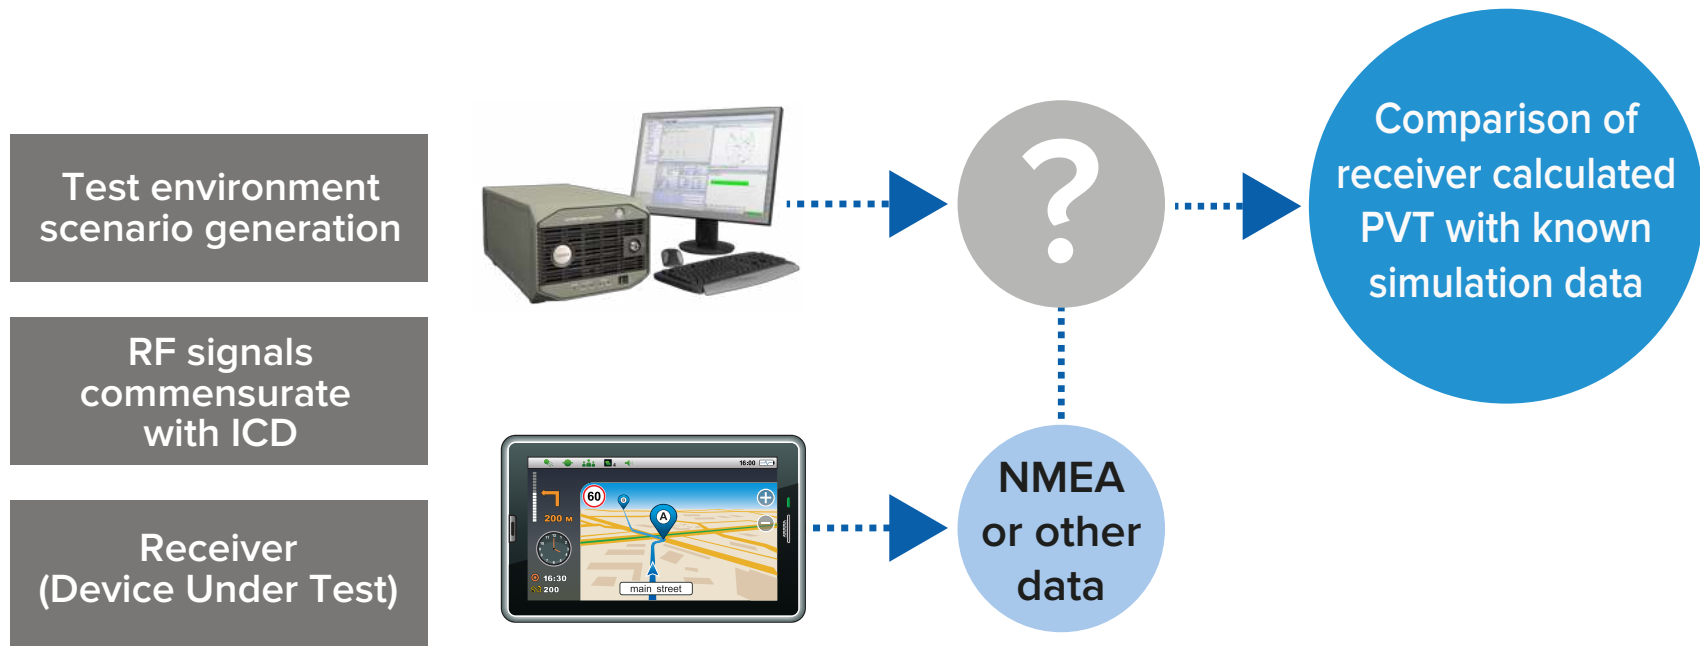 Test environment
scenario generation
RF signals
commensurate
with ICD
Receiver
(Device Under Test)
?
Comparison of
receiver calculated
PVT with known
simulation data
16:00
60
B
A
200 м
16:30
200
main street
NMEA
or other
data